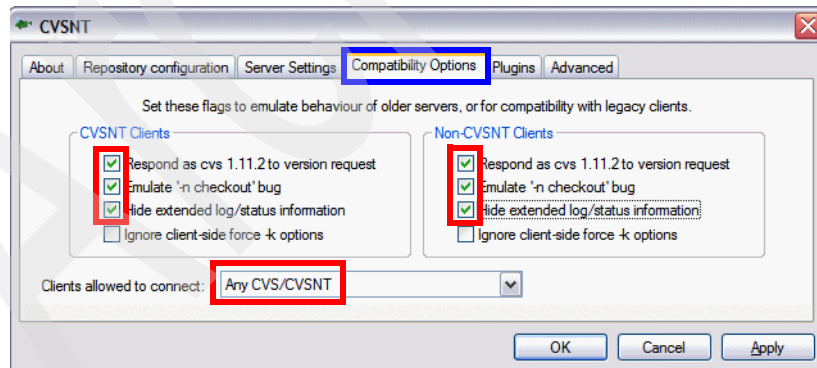 CVSNT
About Repository configuration Server Settings Compatibility Options Plugins Advanced
Set these flags to emulate behaviour of older servers, or for compatibility with legacy clients.
CVSNT Clients
Respond as cvs 1.11.2 to version request
Emulate '-n checkout' bug
Hide extended log/status information
Ignore client-side force -k options
Non-CVSNT Clients
Respond as cvs 1.11.2 to version request
Emulate '-n checkout' bug
Hide extended log/status information
Ignore client-side force -k options
Clients allowed to connect: Any CVS/CVSNT
OK Cancel Apply